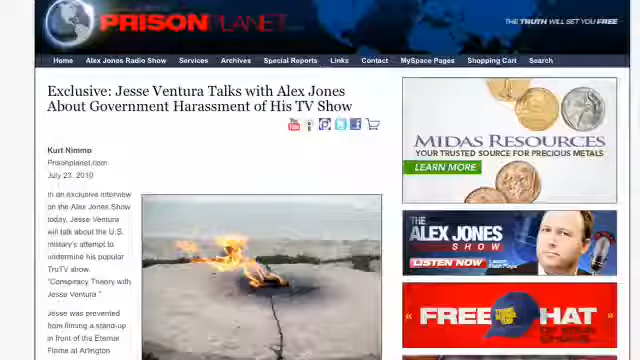 PRISONPLANET
THE TRUTH WILL SET YOU FREE
Home Alex Jones Radio Show Services Archives Special Reports Links Contact MySpace Pages Shopping Cart Search
Exclusive: Jesse Ventura Talks with Alex Jones
About Government Harassment of His TV Show
Kurt Nimmo
Prisonplanet.com
July 23, 2010
In an exclusive interview
on the Alex Jones Show
today, Jesse Ventura
will talk about the U.S.
military's attempt to
undermine his popular
TruTV show,
"Conspiracy Theory with
Jesse Ventura."
Jesse was prevented
from filming a stand-up
in front of the Eternal
Flame at Arlington
MIDAS RESOURCES
YOUR TRUSTED SOURCE FOR PRECIOUS METALS
LEARN MORE
THE
ALEX JONES
SHOW
LISTEN NOW
FREE HAT